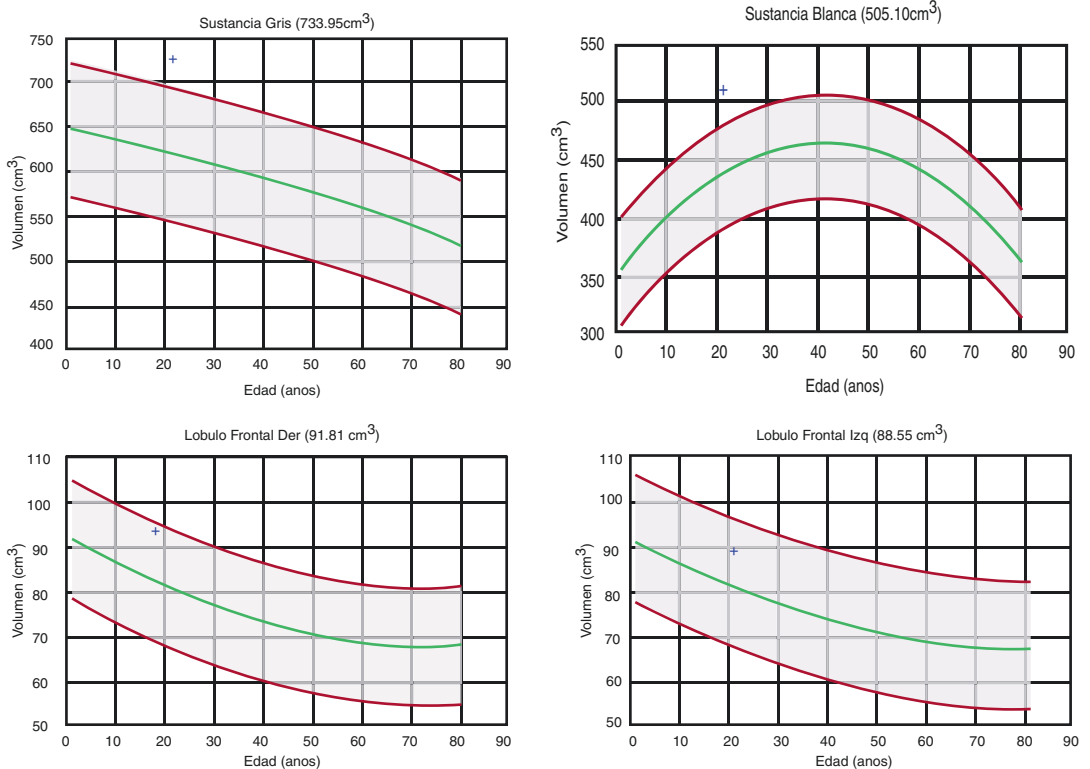 Sustancia Gris (733.95cm³)
750
700
650
600
550
500
450
400
Volumen (cm³)
0 10 20 30 40 50 60 70 80 90
Edad (anos)
Sustancia Blanca (505.10cm³)
550
500
450
400
350
300
Volumen (cm³)
0 10 20 30 40 50 60 70 80 90
Edad (anos)
Lobulo Frontal Der (91.81 cm³)
110
100
90
80
70
60
50
Volumen (cm³)
0 10 20 30 40 50 60 70 80 90
Edad (anos)
Lobulo Frontal Izq (88.55 cm³)
110
100
90
80
70
60
50
Volumen (cm³)
0 10 20 30 40 50 60 70 80 90
Edad (anos)